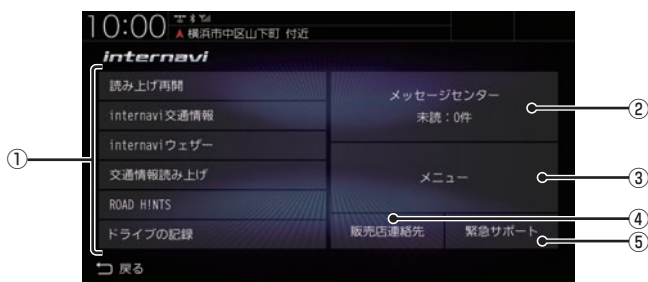 10:00
▲ 横浜市中区山下町 付近
internavi
読み上げ再開
internavi交通情報
internaviウェザー
交通情報読み上げ
ROAD H!NTS
ドライブの記録
メッセージセンター
未読：0件
メニュー
販売店連絡先
緊急サポート
戻る
①
②
③
④
⑤